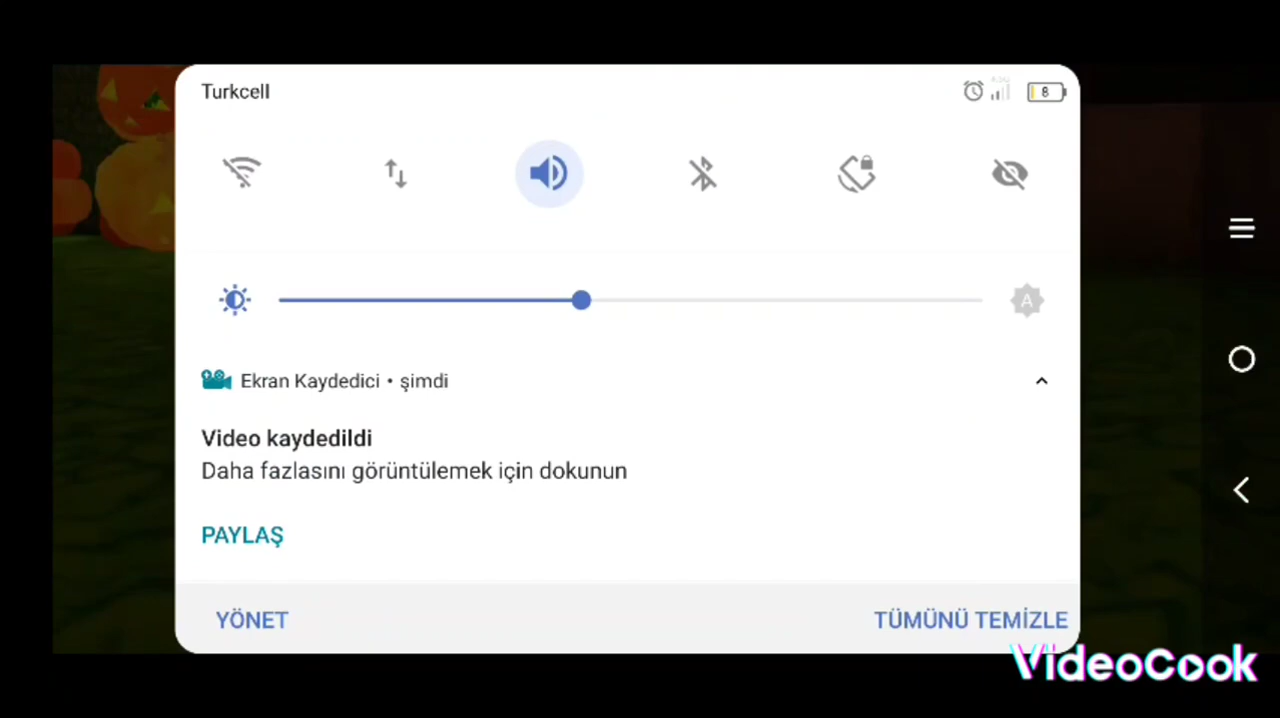 Turkcell
8
A
Ekran Kaydedici • şimdi
Video kaydedildi
Daha fazlasını görüntülemek için dokunun
PAYLAŞ
YÖNET
TÜMÜNÜ TEMİZLE
VideoCook